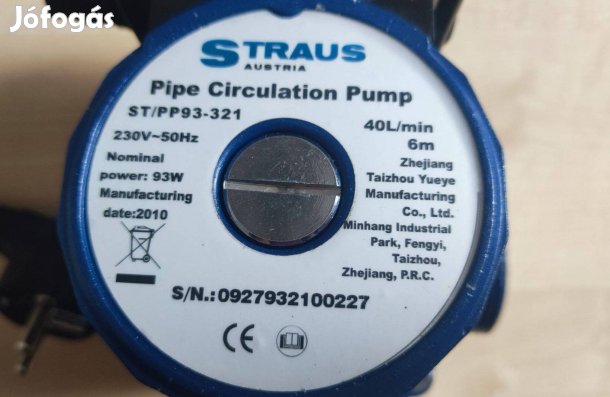 Jófogás
STRAUS
AUSTRIA
Pipe Circulation Pump
ST/PP93-321
230V~50Hz
Nominal
power: 93W
Manufacturing
date:2010
40L/min
6m
Zhejiang
Taizhou Yueye
Manufacturing
Co., Ltd.
Minhang Industrial
Park, Fengyi,
Taizhou,
Zhejiang, P.R.C.
S/N.: 0927932100227
CE